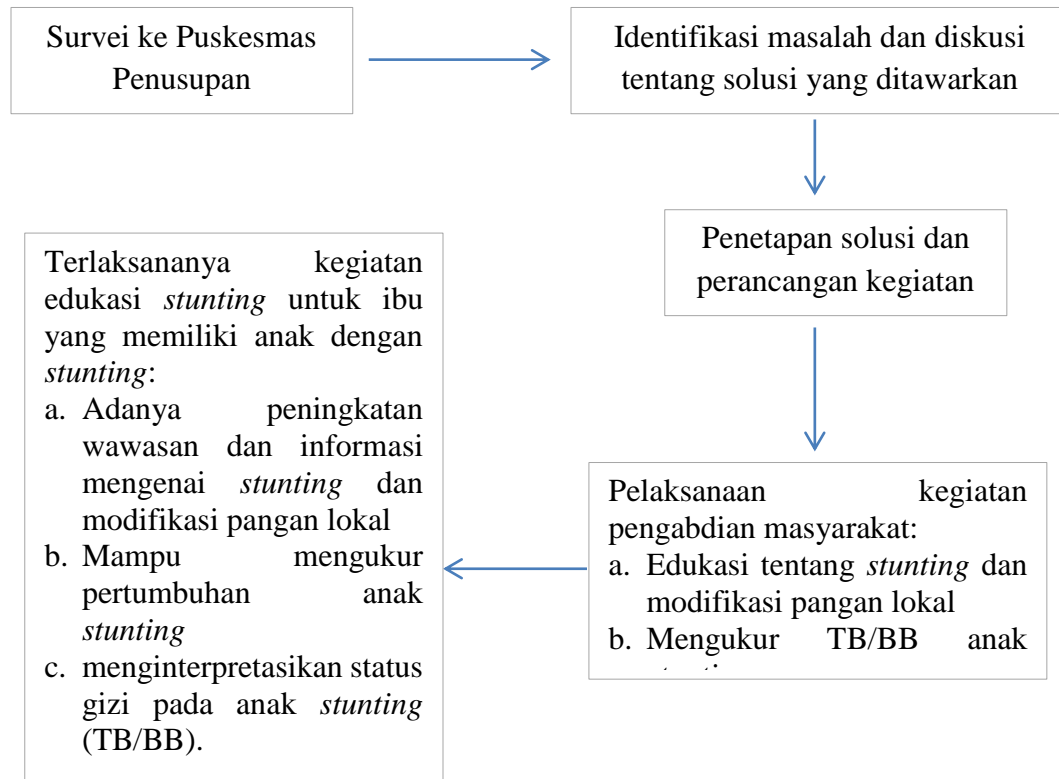 Survei ke Puskesmas
Penusupan
Identifikasi masalah dan diskusi
tentang solusi yang ditawarkan
Penetapan solusi dan
perancangan kegiatan
Pelaksanaan kegiatan
pengabdian masyarakat:
a. Edukasi tentang stunting dan
modifikasi pangan lokal
b. Mengukur TB/BB anak
Terlaksananya kegiatan
edukasi stunting untuk ibu
yang memiliki anak dengan
stunting:
a. Adanya peningkatan
wawasan dan informasi
mengenai stunting dan
modifikasi pangan lokal
b. Mampu mengukur
pertumbuhan anak
stunting
c. menginterpretasikan status
gizi pada anak stunting
(TB/BB).